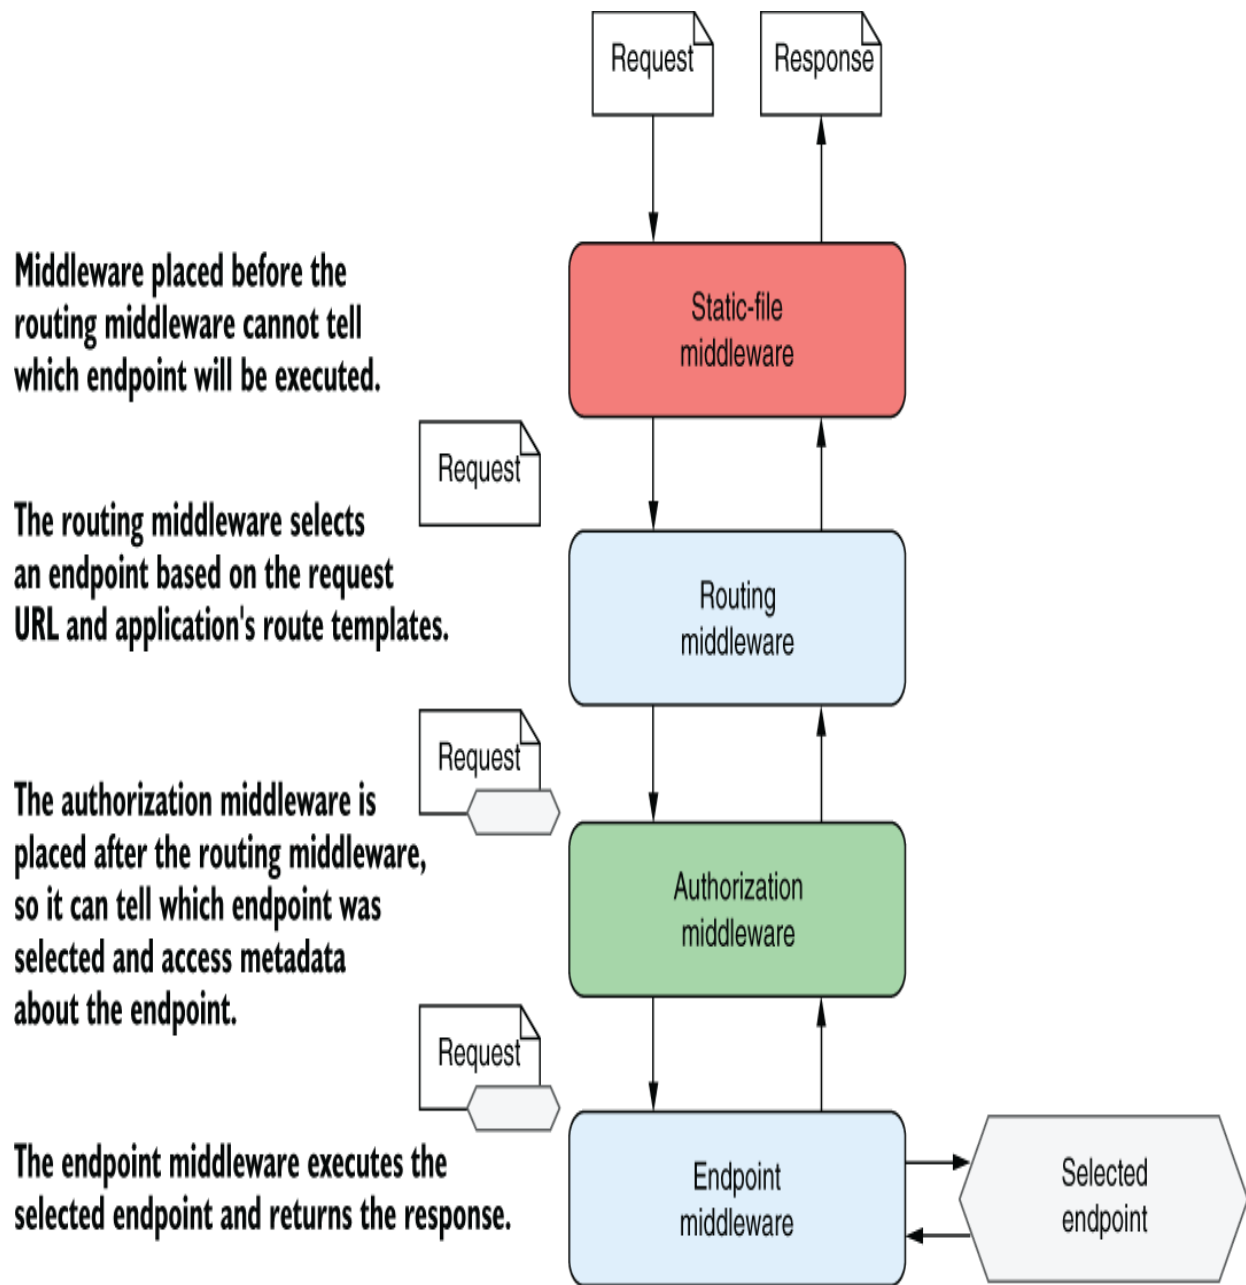 Request
Response
Middleware placed before the
routing middleware cannot tell
which endpoint will be executed.
Static-file
middleware
Request
The routing middleware selects
an endpoint based on the request
URL and application's route templates.
Routing
middleware
Request
The authorization middleware is
placed after the routing middleware,
so it can tell which endpoint was
selected and access metadata
about the endpoint.
Authorization
middleware
Request
The endpoint middleware executes the
selected endpoint and returns the response.
Endpoint
middleware
Selected
endpoint